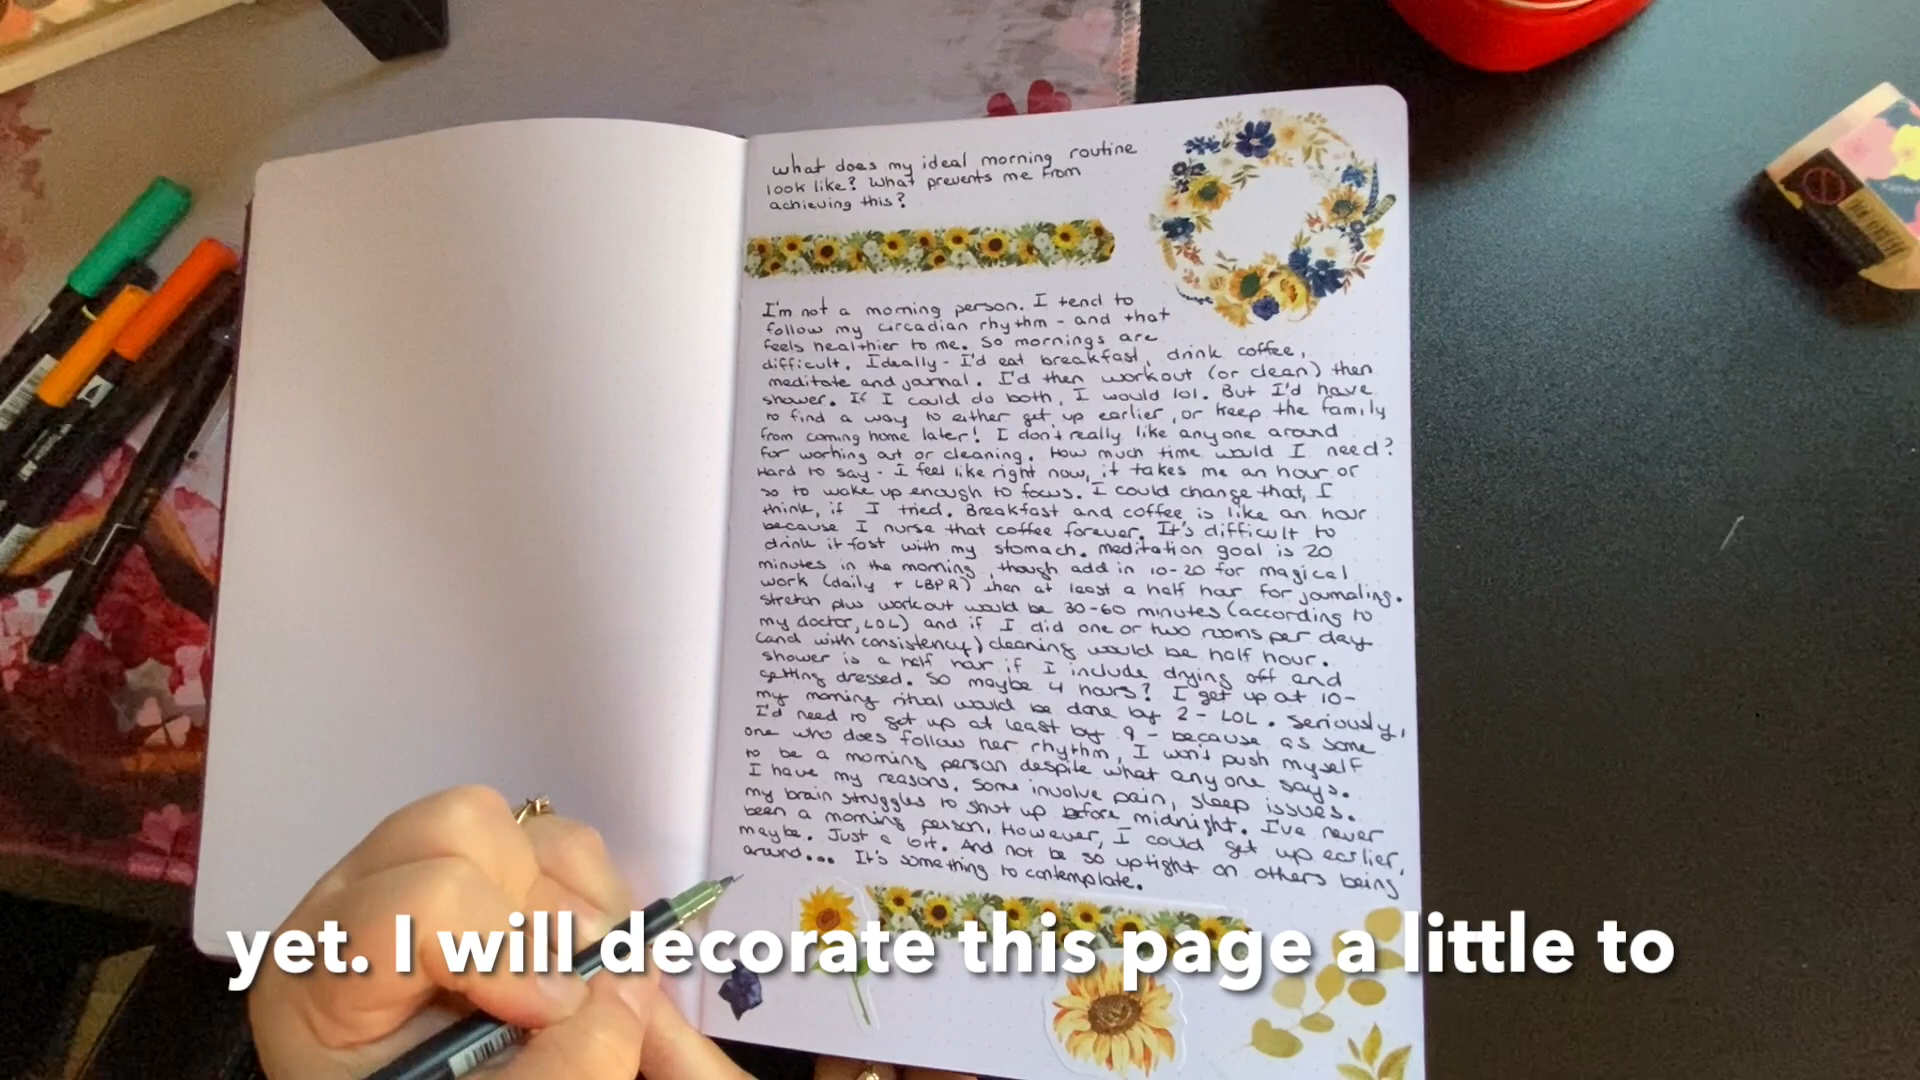 what does my ideal morning routine
look like? What prevents me from
achieving this?
I'm not a morning person. I tend to
follow my circadian rhythm - and that
feels healthier to me. So mornings are
difficult. Ideally - I'd eat breakfast, drink coffee,
meditate and journal. I'd then workout (or clean) then
shower. If I could do both, I would lol. But I'd have
to find a way to either get up earlier, or keep the family
from coming home later! I don't really like anyone around
for working out or cleaning. How much time would I need?
Hard to say - I feel like right now, it takes me an hour or
so to wake up enough to focus. I could change that, I
think, if I tried. Breakfast and coffee is like an hour
because I nurse that coffee forever. It's difficult to
drink it fast with my stomach. meditation goal is 20
minutes in the morning, though add in 10-20 for magical
work (daily + LBPR) then at least a half hour for journaling.
Stretch plus workout would be 30-60 minutes (according to
my doctor, LOL) and if I did one or two rooms per day
(and with consistency) cleaning would be half hour.
Shower is a half hour if I include drying off and
getting dressed. So maybe 4 hours? I get up at 10-
my morning ritual would be done by 2 - LOL. Seriously,
I'd need to get up at least by 9 - because as some
one who does follow her rhythm, I won't push myself
to be a morning person despite what anyone says.
I have my reasons. Some involve pain, sleep issues.
my brain struggles to shut up before midnight. I've never
been a morning person. However, I could get up earlier,
maybe. Just a bit. And not be so uptight on others being
around... It's something to contemplate.
yet. I will decorate this page a little to